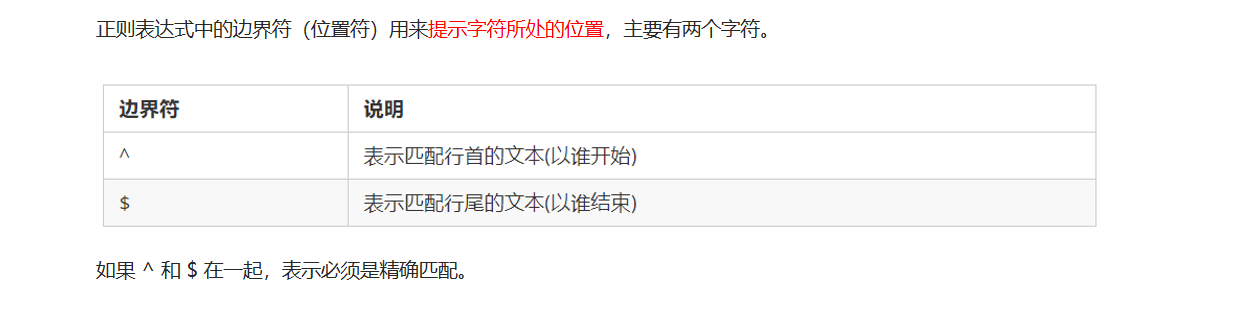 正则表达式中的边界符（位置符）用来提示字符所处的位置，主要有两个字符。
边界符 说明
^ 表示匹配行首的文本(以谁开始)
$ 表示匹配行尾的文本(以谁结束)
如果 ^ 和 $ 在一起，表示必须是精确匹配。